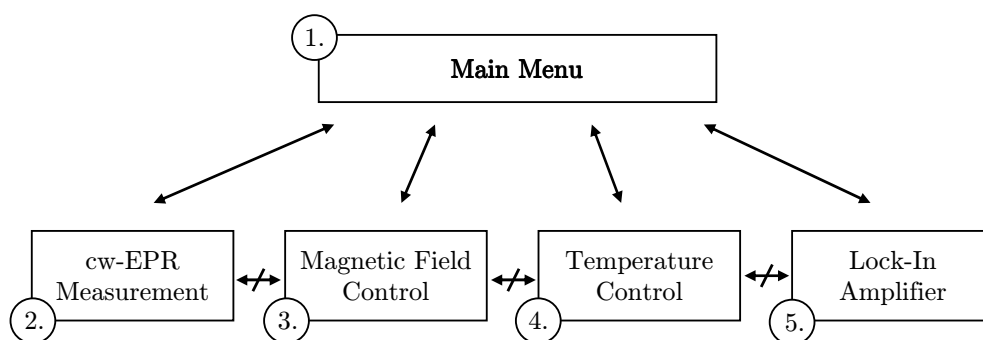 1.
Main Menu
cw-EPR
Measurement
2.
Magnetic Field
Control
3.
Temperature
Control
4.
Lock-In
Amplifier
5.